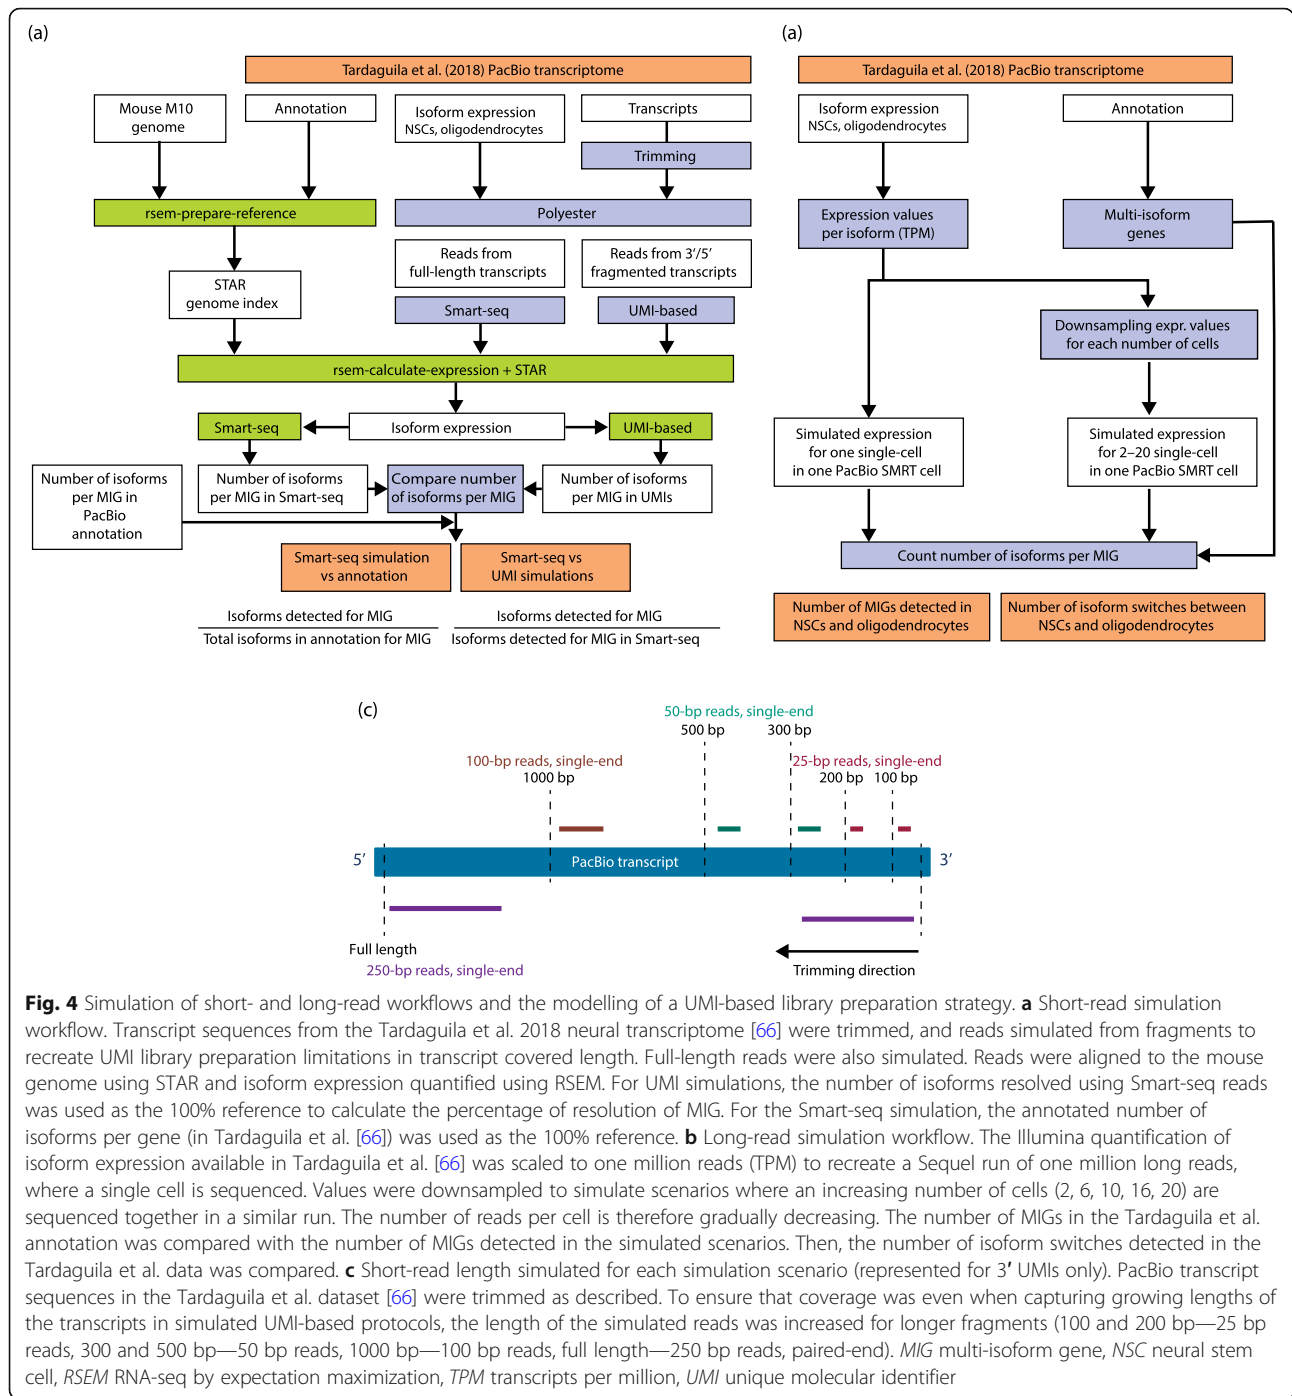 (a)
Tardaguila et al. (2018) PacBio transcriptome
Mouse M10
genome
Annotation
Isoform expression
NSCs, oligodendrocytes
Transcripts
Trimming
rsem-prepare-reference
Polyester
Reads from
full-length transcripts
Reads from 3′/5′
fragmented transcripts
STAR
genome index
Smart-seq
UMI-based
rsem-calculate-expression + STAR
Smart-seq
Isoform expression
UMI-based
Number of isoforms
per MIG in
PacBio
annotation
Number of isoforms
per MIG in Smart-seq
Compare number
of isoforms per MIG
Number of isoforms
per MIG in UMIs
Smart-seq simulation
vs annotation
Smart-seq vs
UMI simulations
Isoforms detected for MIG
Total isoforms in annotation for MIG
Isoforms detected for MIG
Isoforms detected for MIG in Smart-seq
(a)
Tardaguila et al. (2018) PacBio transcriptome
Isoform expression
NSCs, oligodendrocytes
Annotation
Expression values
per isoform (TPM)
Multi-isoform
genes
Downsampling expr. values
for each number of cells
Simulated expression
for one single-cell
in one PacBio SMRT cell
Simulated expression
for 2–20 single-cell
in one PacBio SMRT cell
Count number of isoforms per MIG
Number of MIGs detected in
NSCs and oligodendrocytes
Number of isoform switches between
NSCs and oligodendrocytes
(c)
50-bp reads, single-end
500 bp
300 bp
100-bp reads, single-end
1000 bp
25-bp reads, single-end
200 bp
100 bp
5′
PacBio transcript
3′
Full length
250-bp reads, single-end
Trimming direction
Fig. 4 Simulation of short- and long-read workflows and the modelling of a UMI-based library preparation strategy. a Short-read simulation
workflow. Transcript sequences from the Tardaguila et al. 2018 neural transcriptome [66] were trimmed, and reads simulated from fragments to
recreate UMI library preparation limitations in transcript covered length. Full-length reads were also simulated. Reads were aligned to the mouse
genome using STAR and isoform expression quantified using RSEM. For UMI simulations, the number of isoforms resolved using Smart-seq reads
was used as the 100% reference to calculate the percentage of resolution of MIG. For the Smart-seq simulation, the annotated number of
isoforms per gene (in Tardaguila et al. [66]) was used as the 100% reference. b Long-read simulation workflow. The Illumina quantification of
isoform expression available in Tardaguila et al. [66] was scaled to one million reads (TPM) to recreate a Sequel run of one million long reads,
where a single cell is sequenced. Values were downsampled to simulate scenarios where an increasing number of cells (2, 6, 10, 16, 20) are
sequenced together in a similar run. The number of reads per cell is therefore gradually decreasing. The number of MIGs in the Tardaguila et al.
annotation was compared with the number of MIGs detected in the simulated scenarios. Then, the number of isoform switches detected in the
Tardaguila et al. data was compared. c Short-read length simulated for each simulation scenario (represented for 3′ UMIs only). PacBio transcript
sequences in the Tardaguila et al. dataset [66] were trimmed as described. To ensure that coverage was even when capturing growing lengths of
the transcripts in simulated UMI-based protocols, the length of the simulated reads was increased for longer fragments (100 and 200 bp—25 bp
reads, 300 and 500 bp—50 bp reads, 1000 bp—100 bp reads, full length—250 bp reads, paired-end). MIG multi-isoform gene, NSC neural stem
cell, RSEM RNA-seq by expectation maximization, TPM transcripts per million, UMI unique molecular identifier